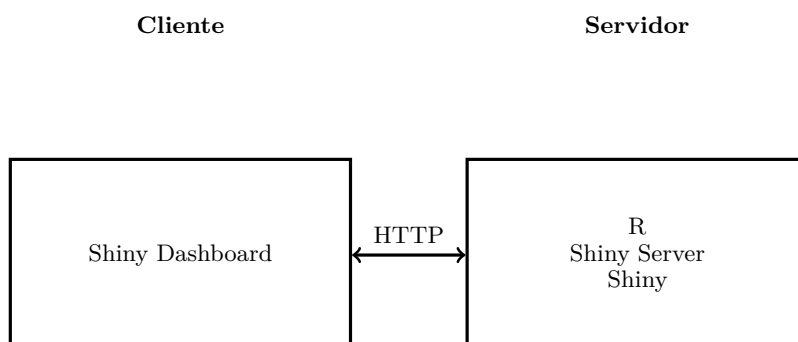 Cliente
Servidor
Shiny Dashboard
HTTP
R
Shiny Server
Shiny